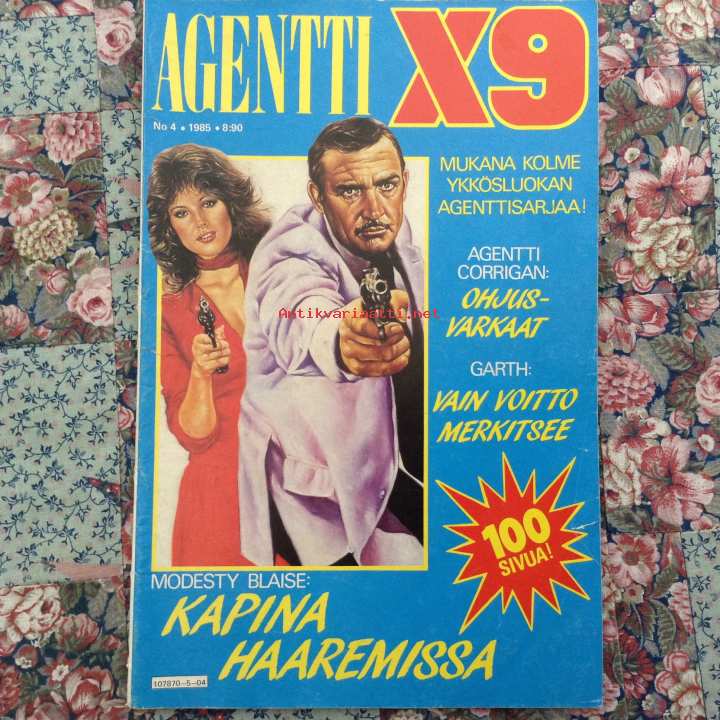 AGENTTI X9
No 4 • 1985 • 8:90
MUKANA KOLME
YKKÖSLUOKAN
AGENTTISARJAA!
AGENTTI
CORRIGAN:
OHJUS-
VARKAAT
Antikvariaatti.net
GARTH:
VAIN VOITTO
MERKITSEE
100
SIVUA!
MODESTY BLAISE:
KAPINA
HAAREMISSA
107870-5-04